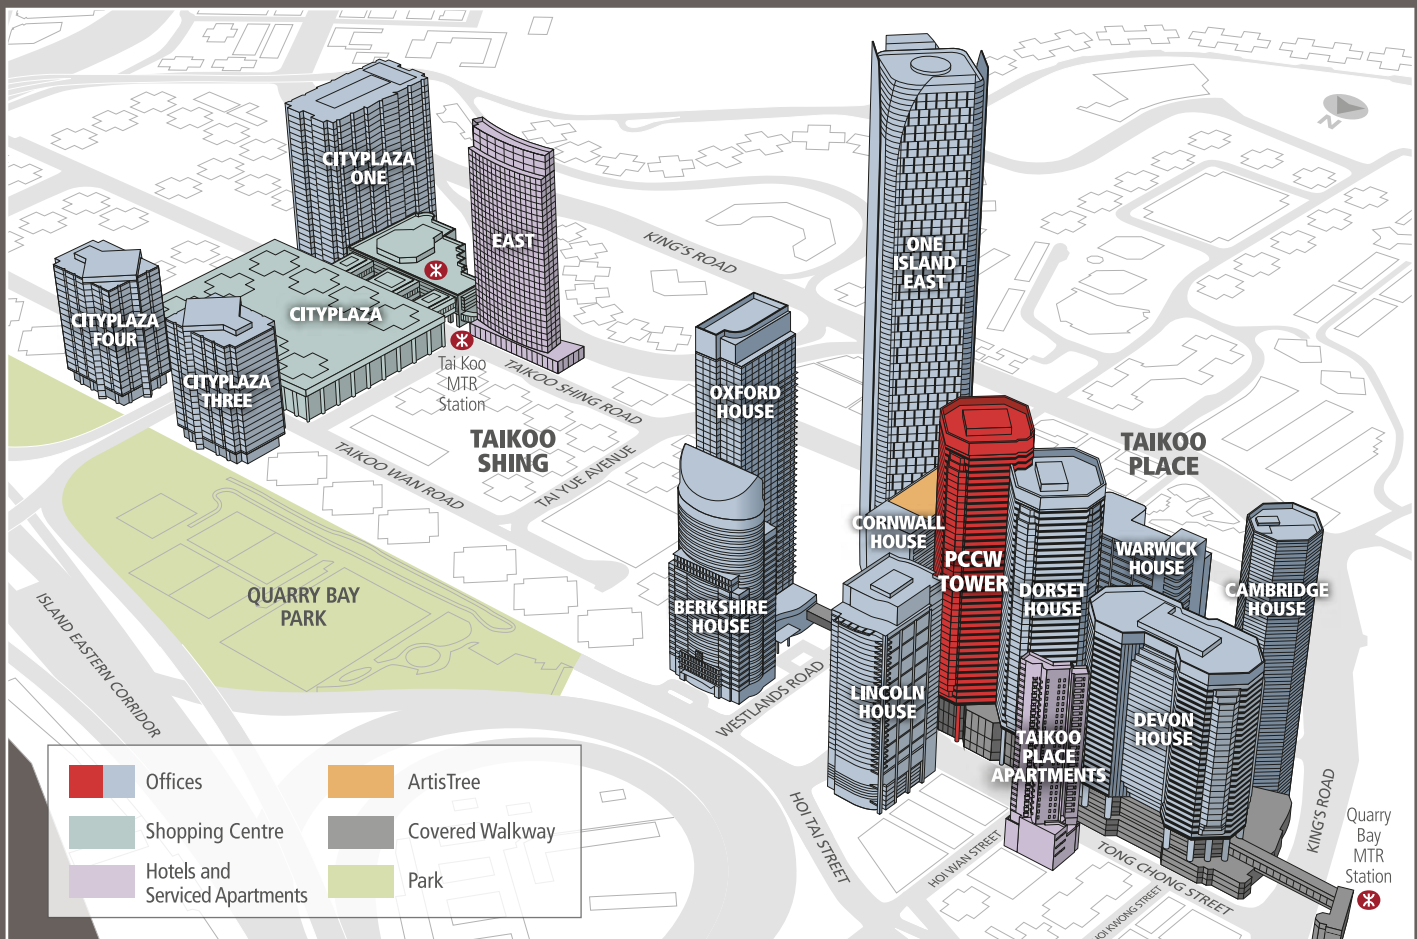 CITYPLAZA
ONE
EAST
CITYPLAZA
CITYPLAZA
FOUR
CITYPLAZA
THREE
Tai Koo
MTR
Station
KING'S ROAD
ONE
ISLAND
EAST
N
TAIKOO SHING ROAD
TAIKOO
SHING
TAIKOO WAN ROAD
TAI YUE AVENUE
OXFORD
HOUSE
TAIKOO
PLACE
CORNWALL
HOUSE
PCCW
TOWER
DORSET
HOUSE
WARWICK
HOUSE
CAMBRIDGE
HOUSE
QUARRY BAY
PARK
BERKSHIRE
HOUSE
ISLAND EASTERN CORRIDOR
WESTLANDS ROAD
LINCOLN
HOUSE
DEVON
HOUSE
TAIKOO
PLACE
APARTMENTS
HOI TAI STREET
HOI WAN STREET
TONG CHONG STREET
HOI KWONG STREET
KING'S ROAD
Quarry
Bay
MTR
Station
Offices
Shopping Centre
Hotels and
Serviced Apartments
ArtisTree
Covered Walkway
Park